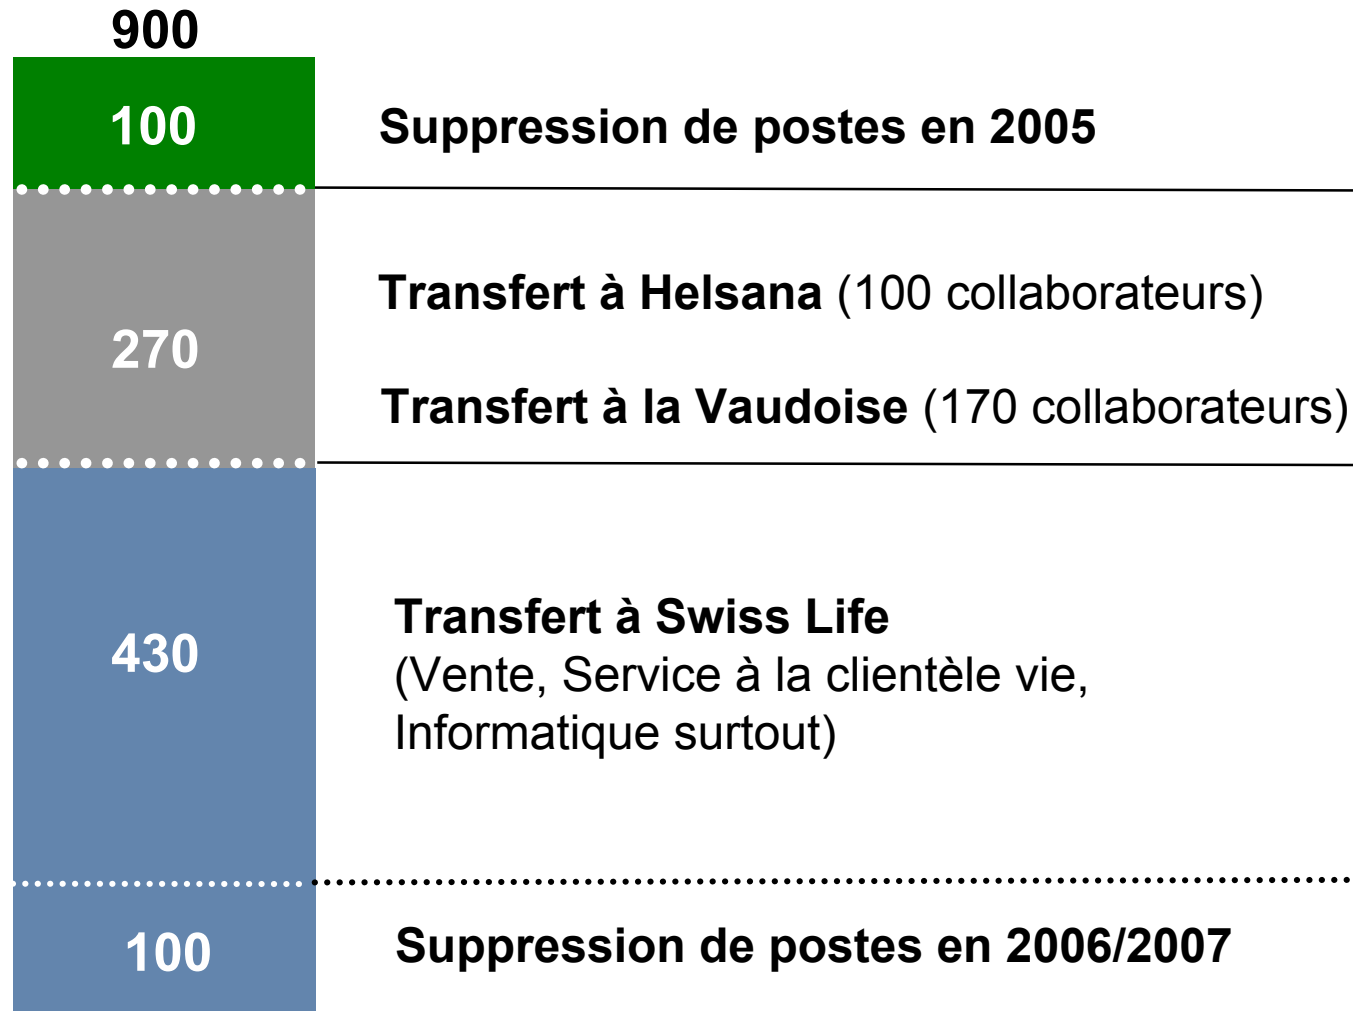 900
100
Suppression de postes en 2005
270
Transfert à Helsana (100 collaborateurs)
Transfert à la Vaudoise (170 collaborateurs)
430
Transfert à Swiss Life
(Vente, Service à la clientèle vie,
Informatique surtout)
100
Suppression de postes en 2006/2007